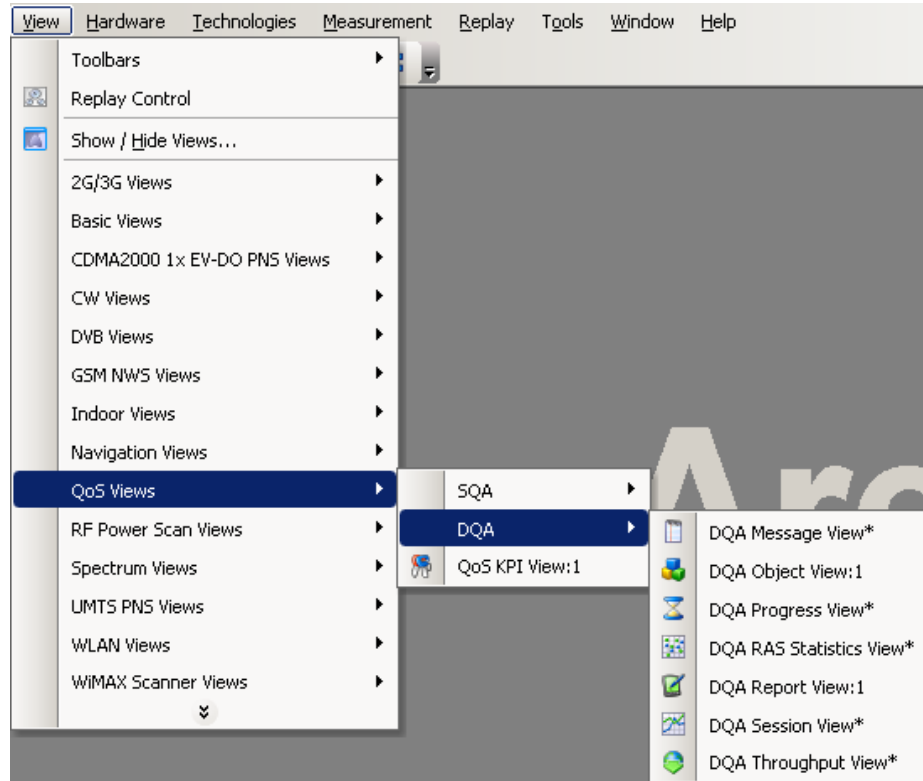 View Hardware Technologies Measurement Replay Tools Window Help
Toolbars
Replay Control
Show / Hide Views...
2G/3G Views
Basic Views
CDMA2000 1x EV-DO PNS Views
CW Views
DVB Views
GSM NWS Views
Indoor Views
Navigation Views
QoS Views
RF Power Scan Views
Spectrum Views
UMTS PNS Views
WLAN Views
WiMAX Scanner Views
SQA
DQA
QoS KPI View:1
DQA Message View*
DQA Object View:1
DQA Progress View*
DQA RAS Statistics View*
DQA Report View:1
DQA Session View*
DQA Throughput View*